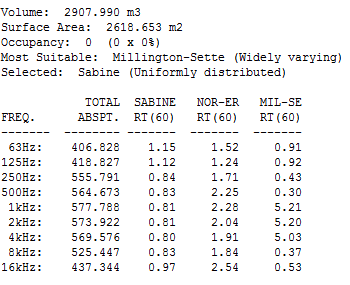 Volume: 2907.990 m3
Surface Area: 2618.653 m2
Occupancy: 0 (0 x 0%)
Most Suitable: Millington-Sette (Widely varying)
Selected: Sabine (Uniformly distributed)
TOTAL SABINE NOR-ER MIL-SE
FREQ. ABSPT. RT(60) RT(60) RT(60)
------- ------- ------- ------- -------
63Hz: 406.828 1.15 1.52 0.91
125Hz: 418.827 1.12 1.24 0.92
250Hz: 555.791 0.84 1.71 0.43
500Hz: 564.673 0.83 2.25 0.30
1kHz: 577.788 0.81 2.28 5.21
2kHz: 573.922 0.81 2.04 5.20
4kHz: 569.576 0.80 1.91 5.03
8kHz: 525.447 0.83 1.84 0.37
16kHz: 437.344 0.97 2.54 0.53